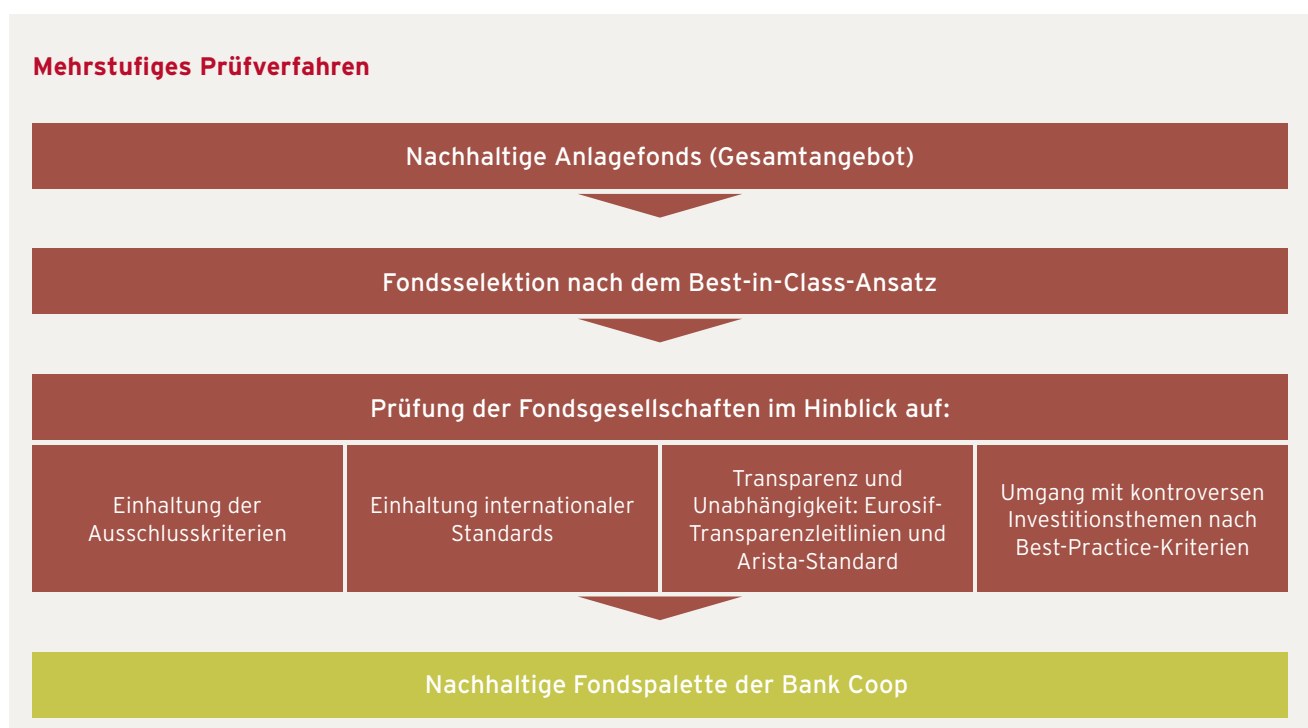 Mehrstufiges Prüfverfahren
Nachhaltige Anlagefonds (Gesamtangebot)
Fondsselektion nach dem Best-in-Class-Ansatz
Prüfung der Fondsgesellschaften im Hinblick auf:
Einhaltung der
Ausschlusskriterien
Einhaltung internationaler
Standards
Transparenz und
Unabhängigkeit: Eurosif-
Transparenzleitlinien und
Arista-Standard
Umgang mit kontroversen
Investitionsthemen nach
Best-Practice-Kriterien
Nachhaltige Fondspalette der Bank Coop